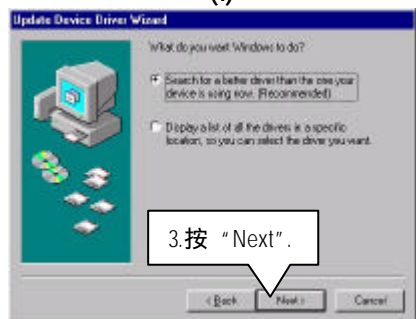 Update Device Driver Wizard
What do you want Windows to do?
Search for a better driver than the one your
device is using now. (Recommended)
Display a list of all the drivers in a specific
location, so you can select the driver you want.
3.按 “Next”.
< Back
Next >
Cancel